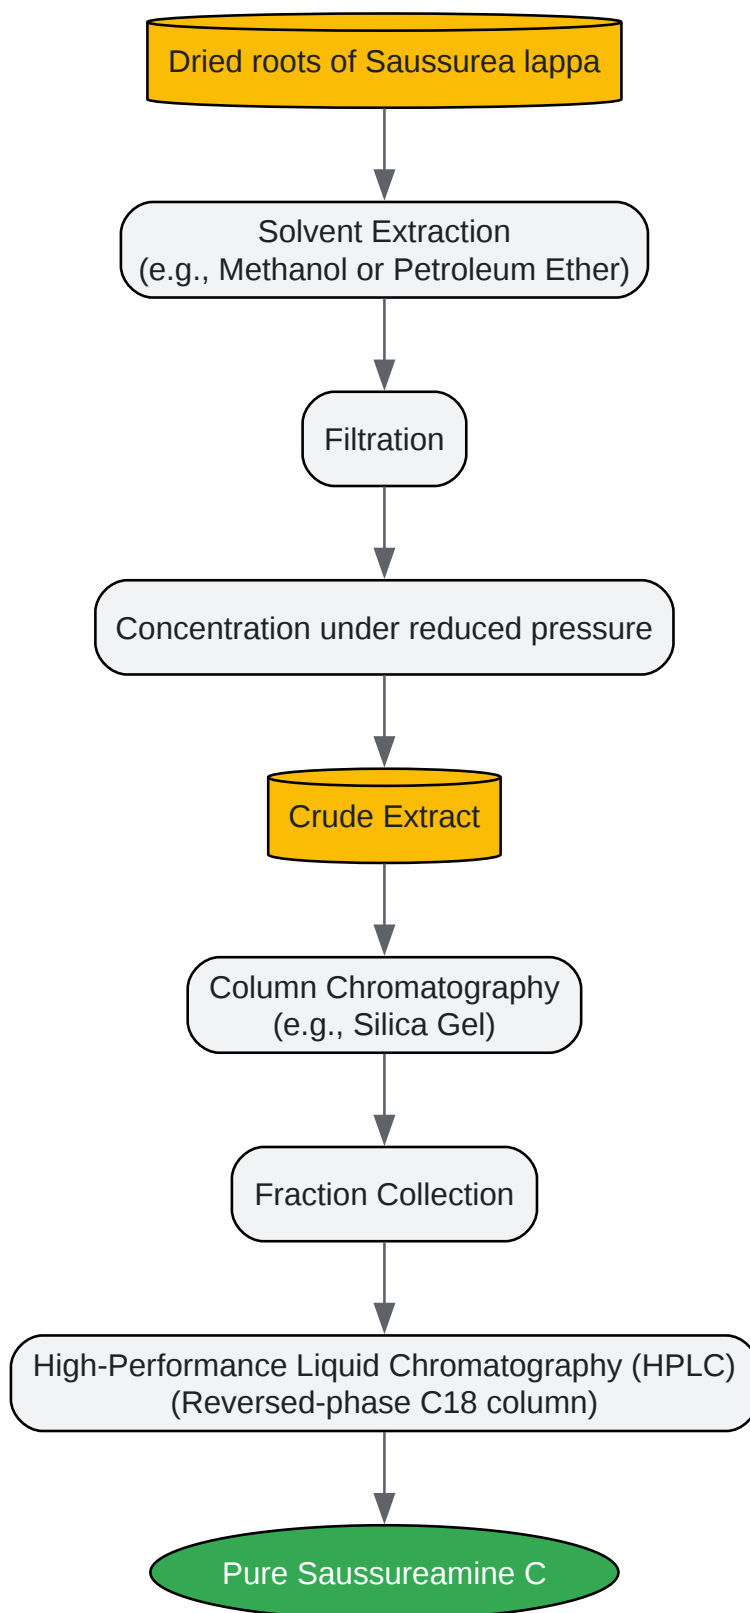 Dried roots of Saussurea lappa
Solvent Extraction
(e.g., Methanol or Petroleum Ether)
Filtration
Concentration under reduced pressure
Crude Extract
Column Chromatography
(e.g., Silica Gel)
Fraction Collection
High-Performance Liquid Chromatography (HPLC)
(Reversed-phase C18 column)
Pure Saussureamine C